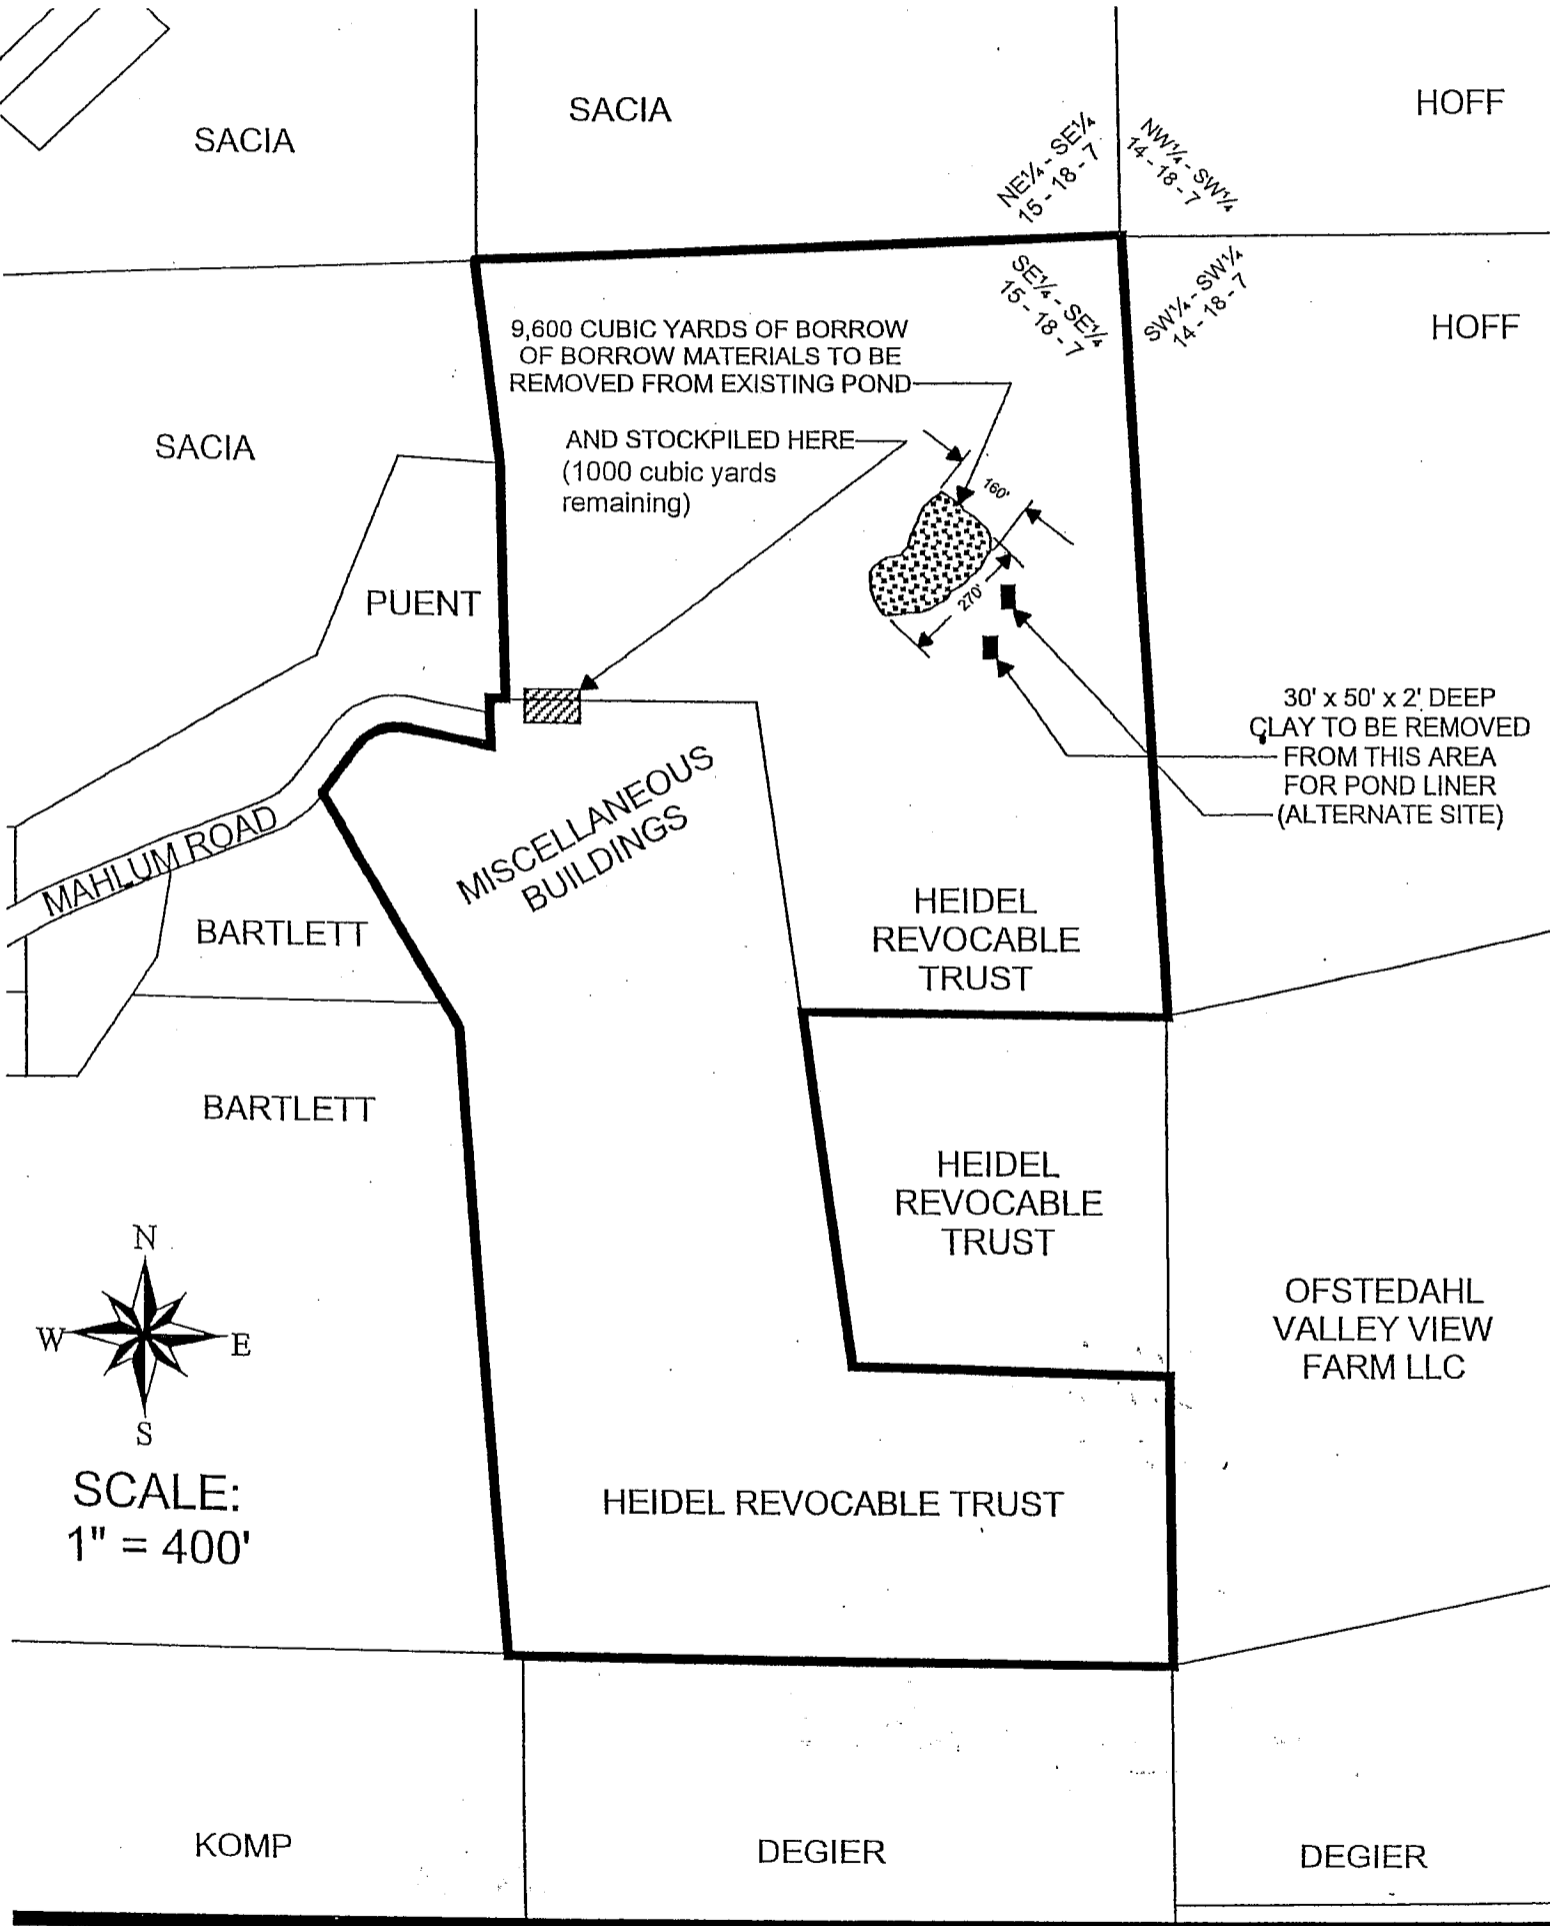 SACIA
SACIA
HOFF
NE¼ - SE¼
15 - 18 - 7
NW¼ - SW¼
14 - 18 - 7
SE¼ - SE¼
15 - 18 - 7
SW¼ - SW¼
14 - 18 - 7
HOFF
9,600 CUBIC YARDS OF BORROW
OF BORROW MATERIALS TO BE
REMOVED FROM EXISTING POND
AND STOCKPILED HERE
(1000 cubic yards
remaining)
SACIA
160'
270'
PUENT
30' x 50' x 2' DEEP
CLAY TO BE REMOVED
FROM THIS AREA
FOR POND LINER
(ALTERNATE SITE)
MISCELLANEOUS
BUILDINGS
MAHLUM ROAD
BARTLETT
HEIDEL
REVOCABLE
TRUST
BARTLETT
HEIDEL
REVOCABLE
TRUST
N
W
E
S
OFSTEDAHL
VALLEY VIEW
FARM LLC
SCALE:
1" = 400'
HEIDEL REVOCABLE TRUST
KOMP
DEGIER
DEGIER